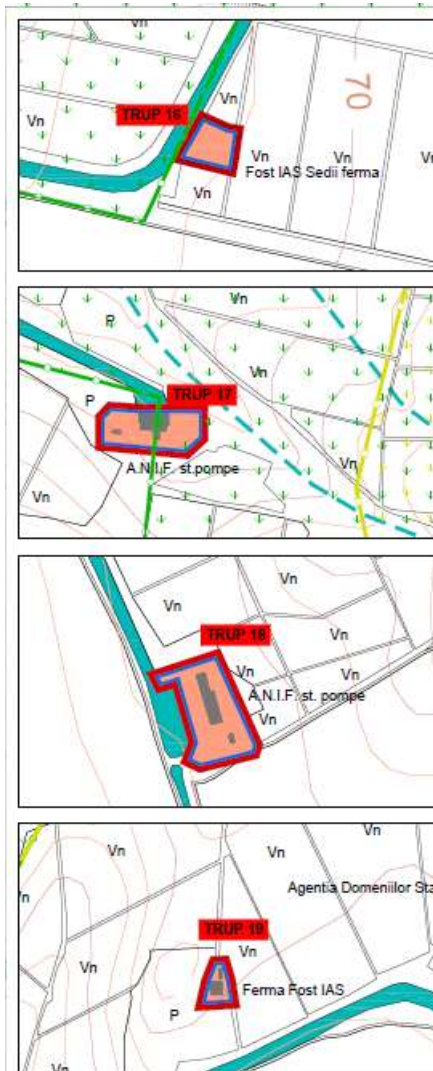 Vn
TRUP 16
Vn
70
Vn
Vn
Vn
Fost IAS Sedii ferma
Vn
Vn
P
Vn
TRUP 17
P
A.N.I.F. st.pompe
Vn
Vn
Vn
Vn
TRUP 18
Vn
Vn
A.N.I.F. st. pompe
Vn
Vn
Vn
Vn
Agentia Domeniilor Sta
TRUP 19
Vn
Vn
Ferma Fost IAS
P
Vn